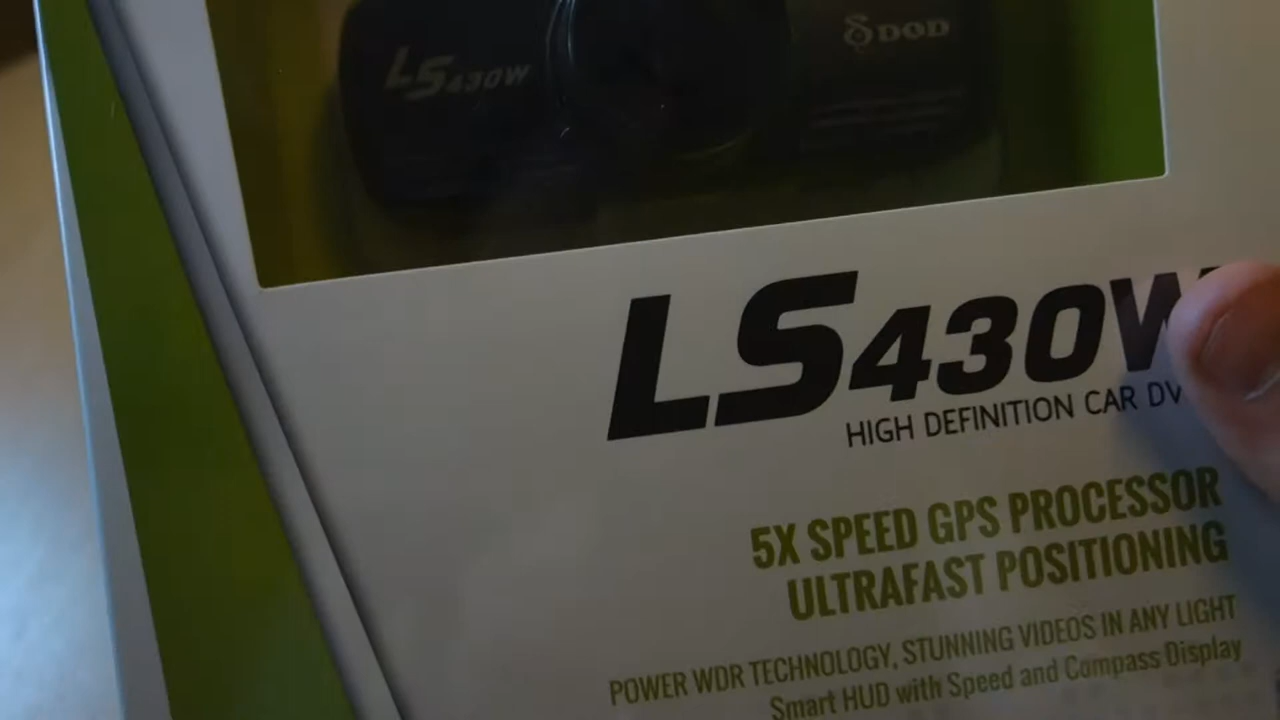 LS430W
DOD
LS430W
HIGH DEFINITION CAR DV
5X SPEED GPS PROCESSOR
ULTRAFAST POSITIONING
POWER WDR TECHNOLOGY, STUNNING VIDEOS IN ANY LIGHT
Smart HUD with Speed and Compass Display